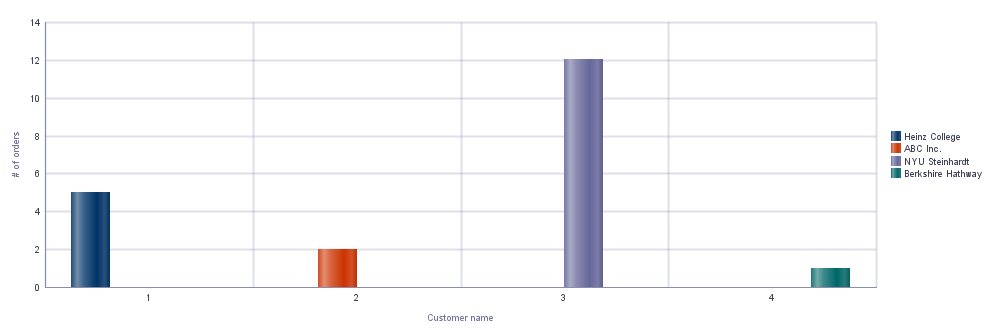 14
12
10
8
6
4
2
0
# of orders
1 2 3 4
Customer name
Heinz College
ABC Inc.
NYU Steinhardt
Berkshire Hathway